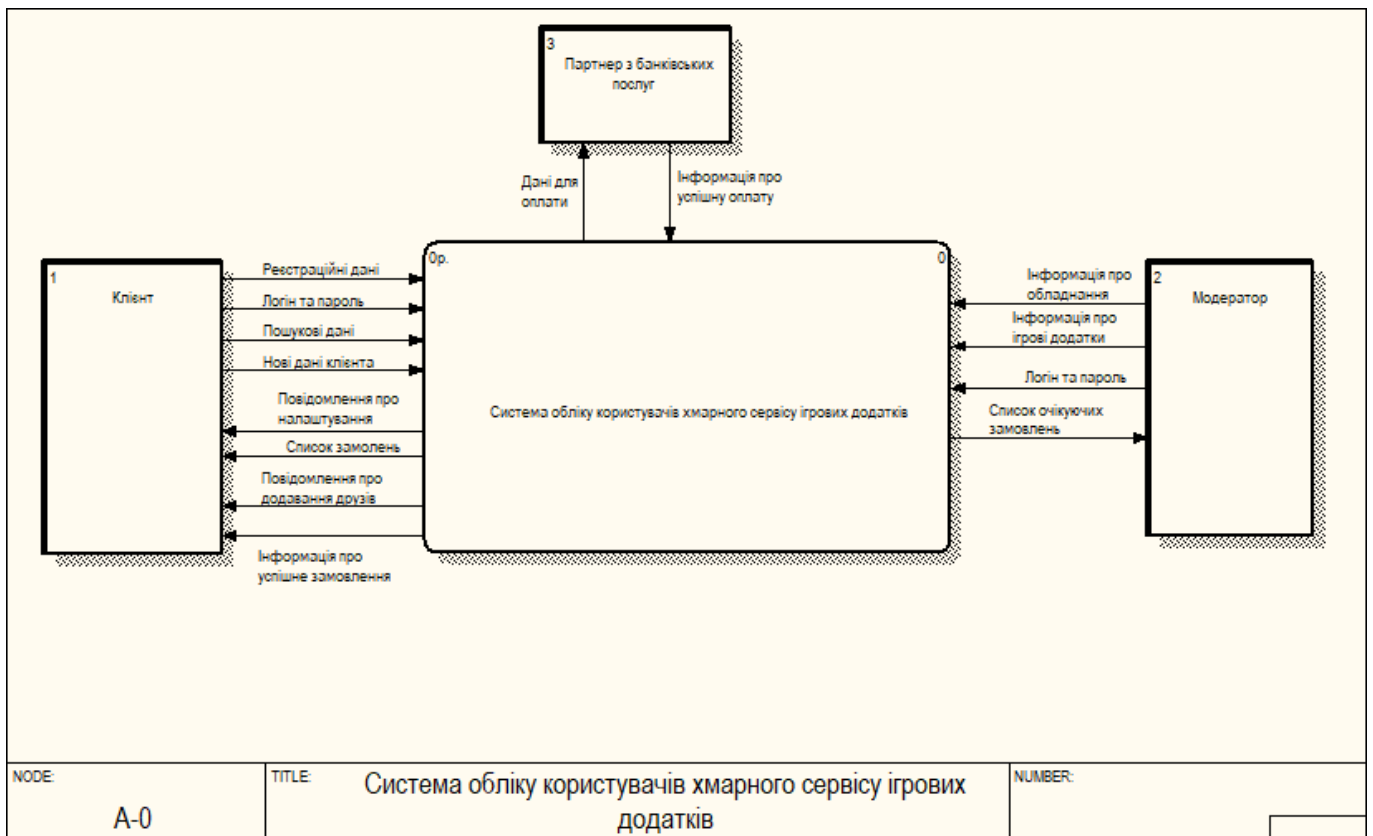 3
Партнер з банківських
послуг
Дані для
оплати
Інформація про
успішну оплату
1
Клієнт
Реєстраційні дані
Логін та пароль
Пошукові дані
Нові дані клієнта
Повідомлення про
налаштування
Список замолень
Повідомлення про
додавання друзів
Інформація про
успішне замовлення
0р.
0
Система обліку користувачів хмарного сервісу ігрових додатків
Інформація про
обладнання
Інформація про
ігрові додатки
Логін та пароль
Список очікуючих
замовлень
2
Модератор
NODE:
A-0
TITLE:
Система обліку користувачів хмарного сервісу ігрових
додатків
NUMBER: